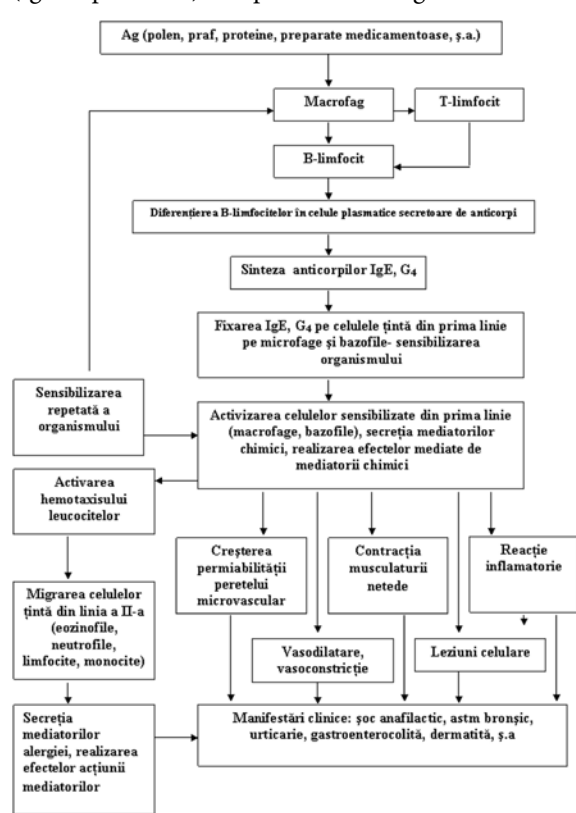 Ag (polen, praf, proteine, preparate medicamentoase, ș.a.)
Macrofag
T-limfocit
B-limfocit
Diferențierea B-limfocitelor în celule plasmatice secretoare de anticorpi
Sinteza anticorpilor IgE, G4
Fixarea IgE, G4 pe celulele țintă din prima linie
pe microfage și bazofile- sensibilizarea
organismului
Sensibilizarea
repetată a
organismului
Activizarea celulelor sensibilizate din prima linie
(macrofage, bazofile), secreția mediatorilor
chimici, realizarea efectelor mediate de
mediatorii chimici
Activarea
hemotaxisului
leucocitelor
Creșterea
permiabilității
peretelui
microvascular
Contracția
musculaturii
netede
Reacție
inflamatorie
Migrarea celulelor
țintă din linia a II-a
(eozinofile,
neutrofile,
limfocite, monocite)
Vasodilatare,
vasoconstricție
Leziuni celulare
Secreția
mediatorilor
alergiei, realizarea
efectelor acțiunii
mediatorilor
Manifestări clinice: șoc anafilactic, astm bronșic,
urticarie, gastroenterocolită, dermatită, ș.a